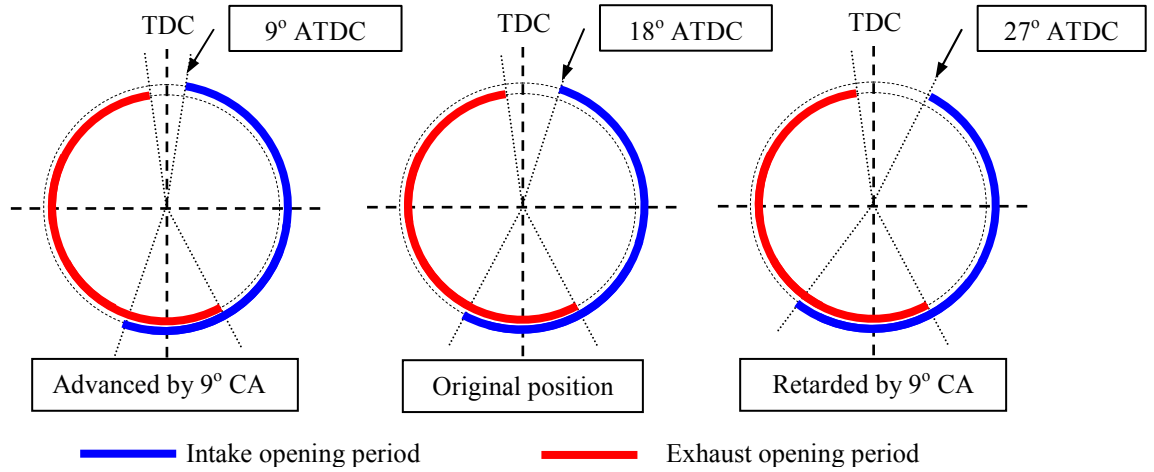 TDC
9° ATDC
TDC
18° ATDC
TDC
27° ATDC
Advanced by 9° CA
Original position
Retarded by 9° CA
Intake opening period
Exhaust opening period